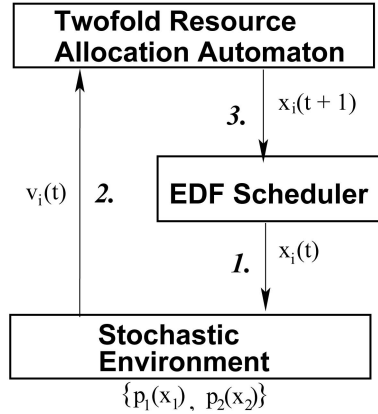 Twofold Resource
Allocation Automaton
3. xᵢ(t + 1)
vᵢ(t) 2.
EDF Scheduler
1. xᵢ(t)
Stochastic
Environment
{p₁(x₁), p₂(x₂)}